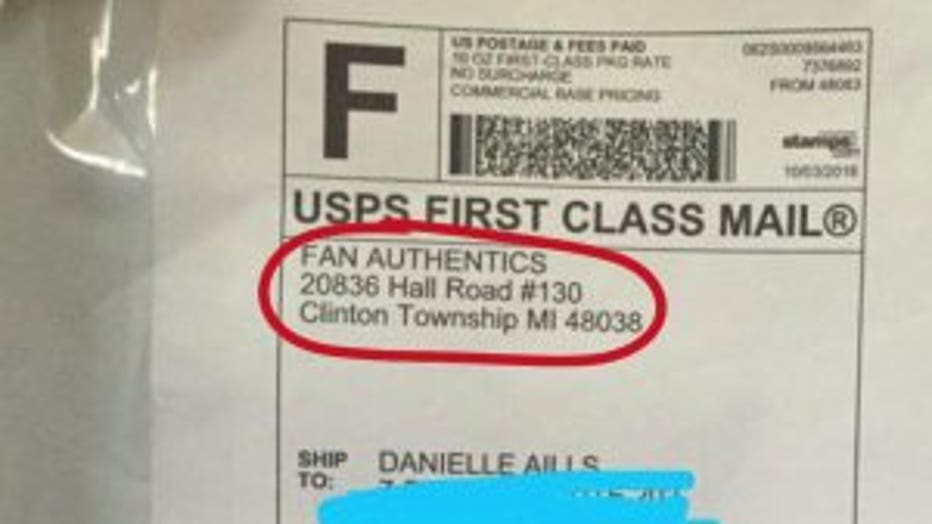 F
US POSTAGE & FEES PAID
10 OZ FIRST-CLASS PKG RATE
NO SURCHARGE
COMMERCIAL BASE PRICING
062S0009564463
7376892
FROM 48083
stamps
10/03/2018
USPS FIRST CLASS MAIL®
FAN AUTHENTICS
20836 Hall Road #130
Clinton Township MI 48038
SHIP TO:
DANIELLE AILLS